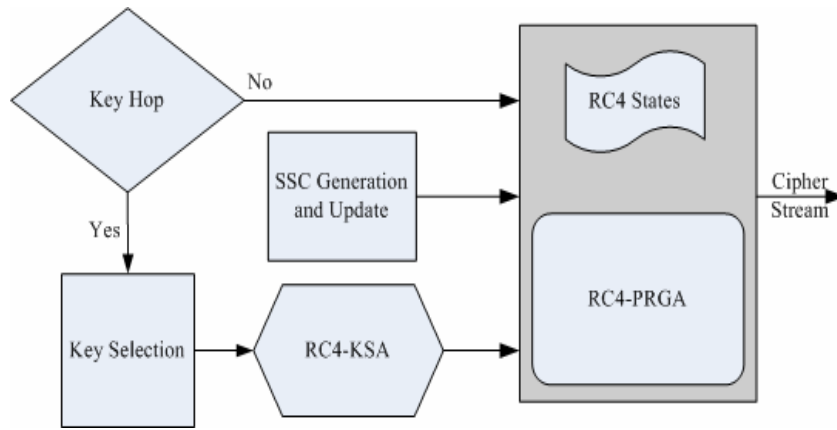 Key Hop
No
RC4 States
SSC Generation
and Update
Cipher
Stream
Yes
RC4-PRGA
Key Selection
RC4-KSA